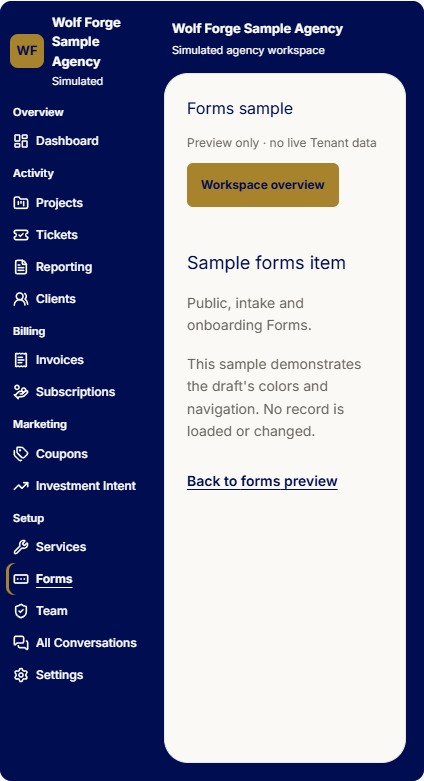 WF
Wolf Forge
Sample
Agency
Simulated
Overview
Dashboard
Activity
Projects
Tickets
Reporting
Clients
Billing
Invoices
Subscriptions
Marketing
Coupons
Investment Intent
Setup
Services
Forms
Team
All Conversations
Settings
Wolf Forge Sample Agency
Simulated agency workspace
Forms sample
Preview only · no live Tenant data
Workspace overview
Sample forms item
Public, intake and
onboarding Forms.
This sample demonstrates
the draft's colors and
navigation. No record is
loaded or changed.
Back to forms preview